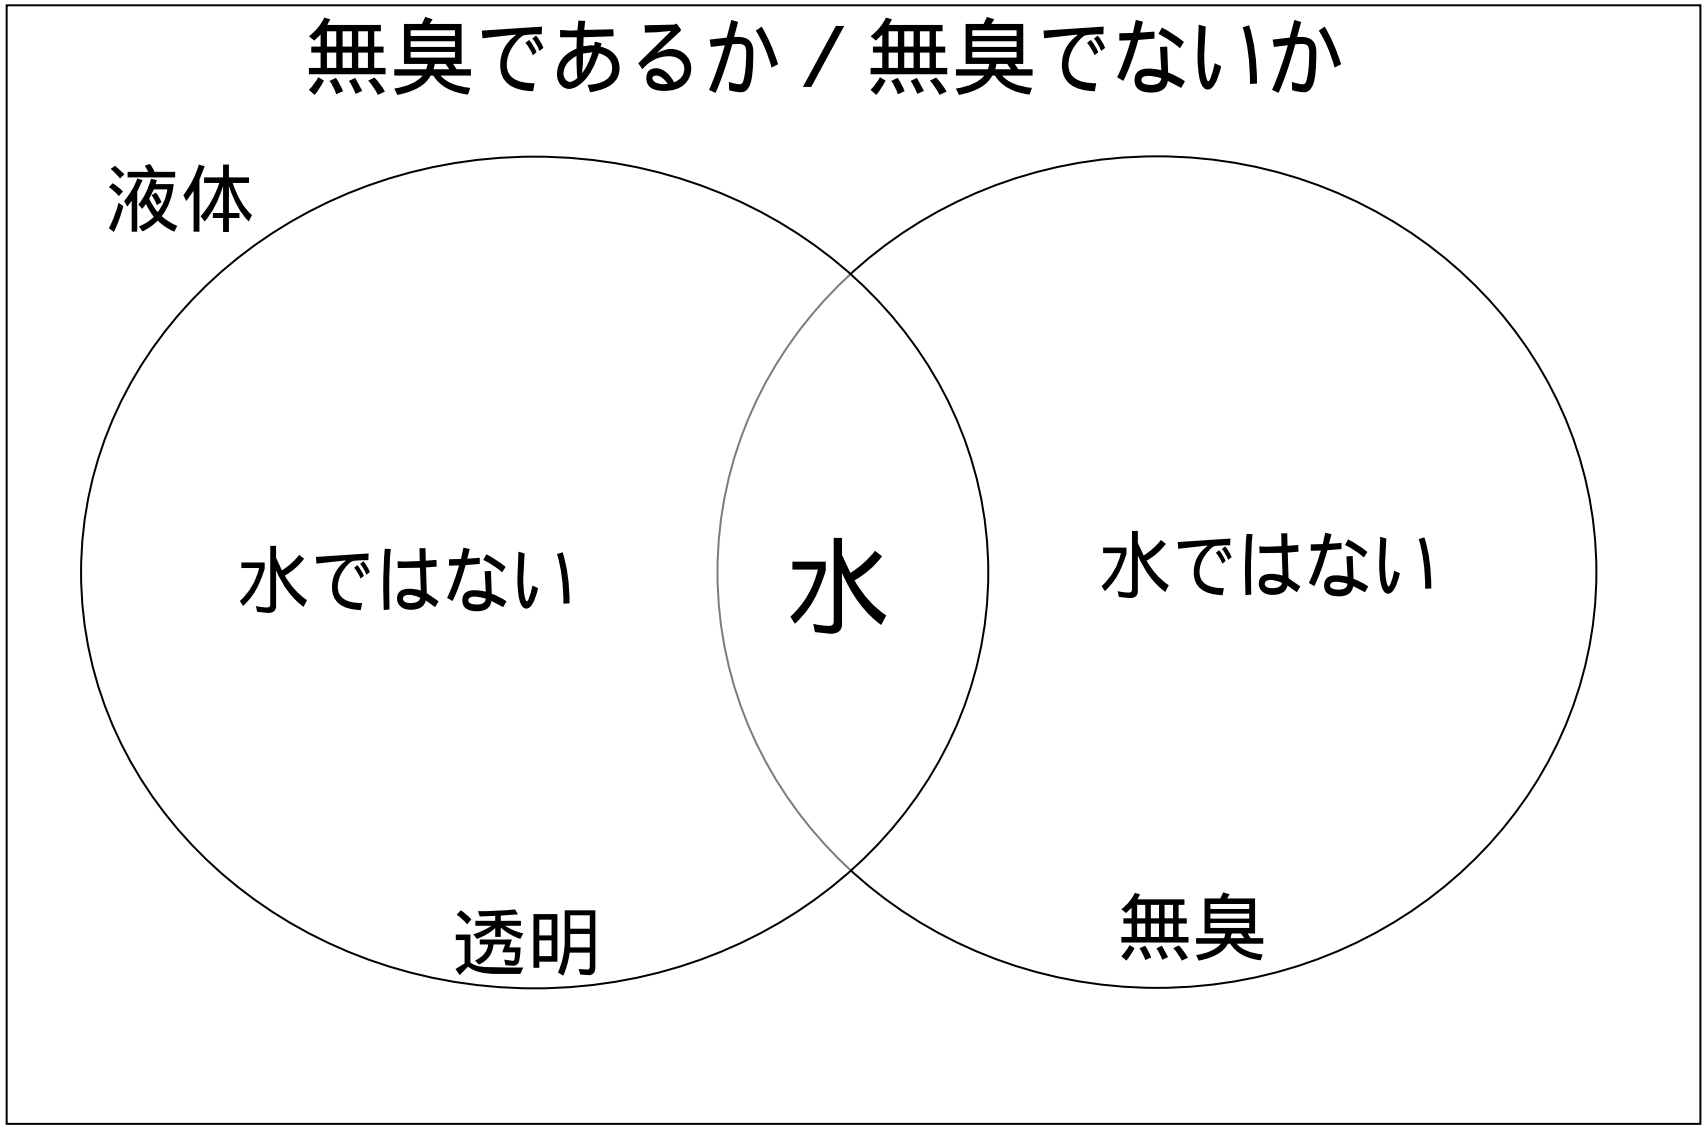 無臭であるか / 無臭でないか
液体
水ではない
水
水ではない
透明
無臭